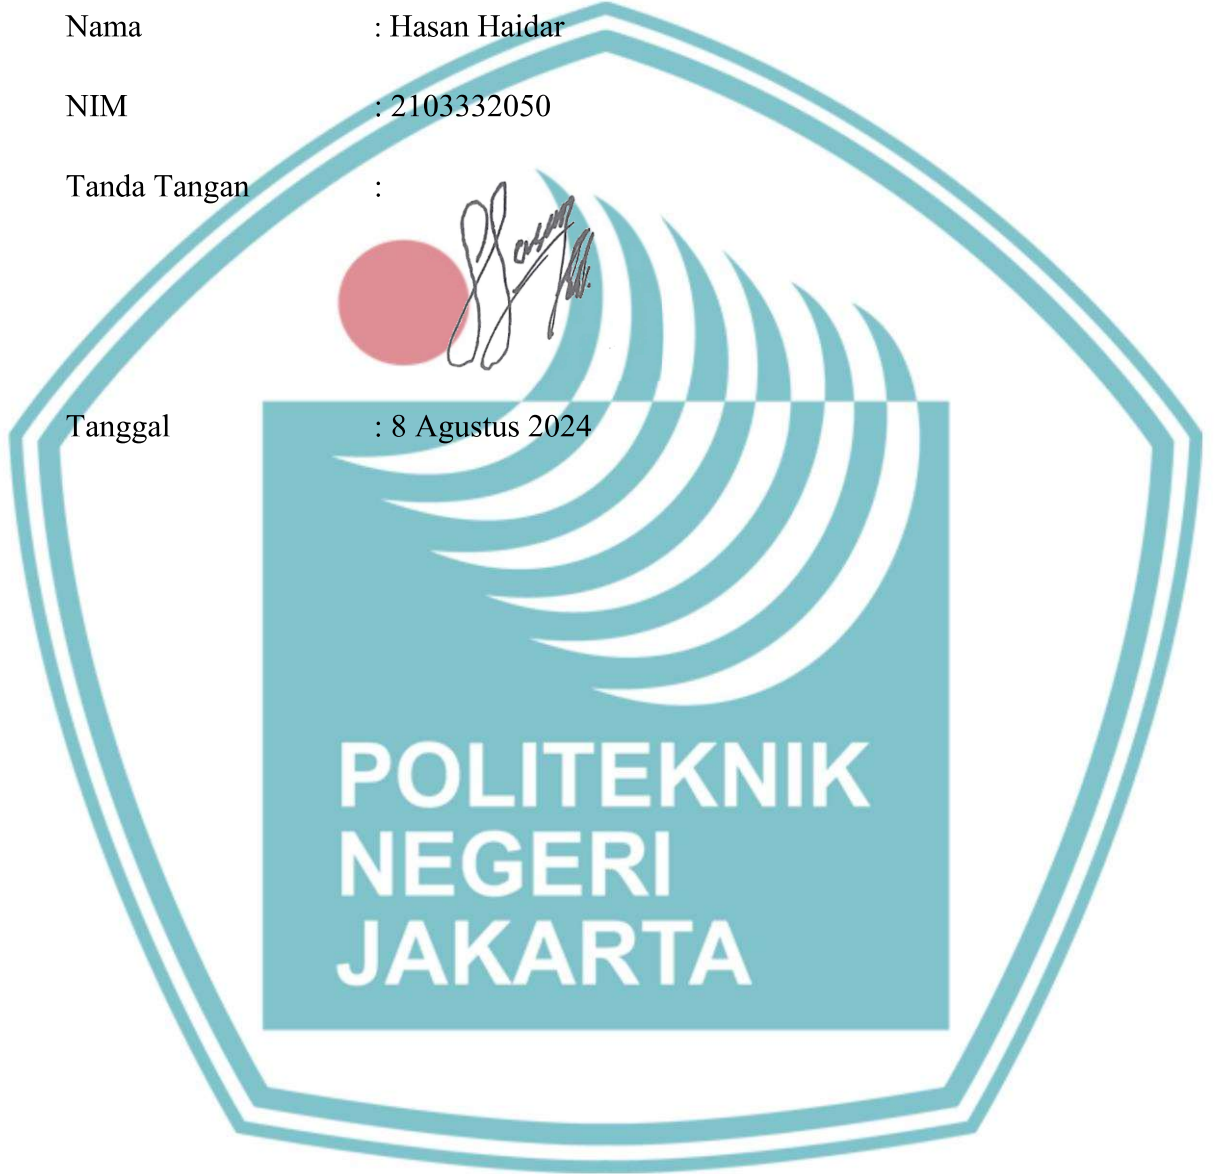 Nama : Hasan Haidar
NIM : 2103332050
Tanda Tangan :
Tanggal : 8 Agustus 2024
POLITEKNIK
NEGERI
JAKARTA